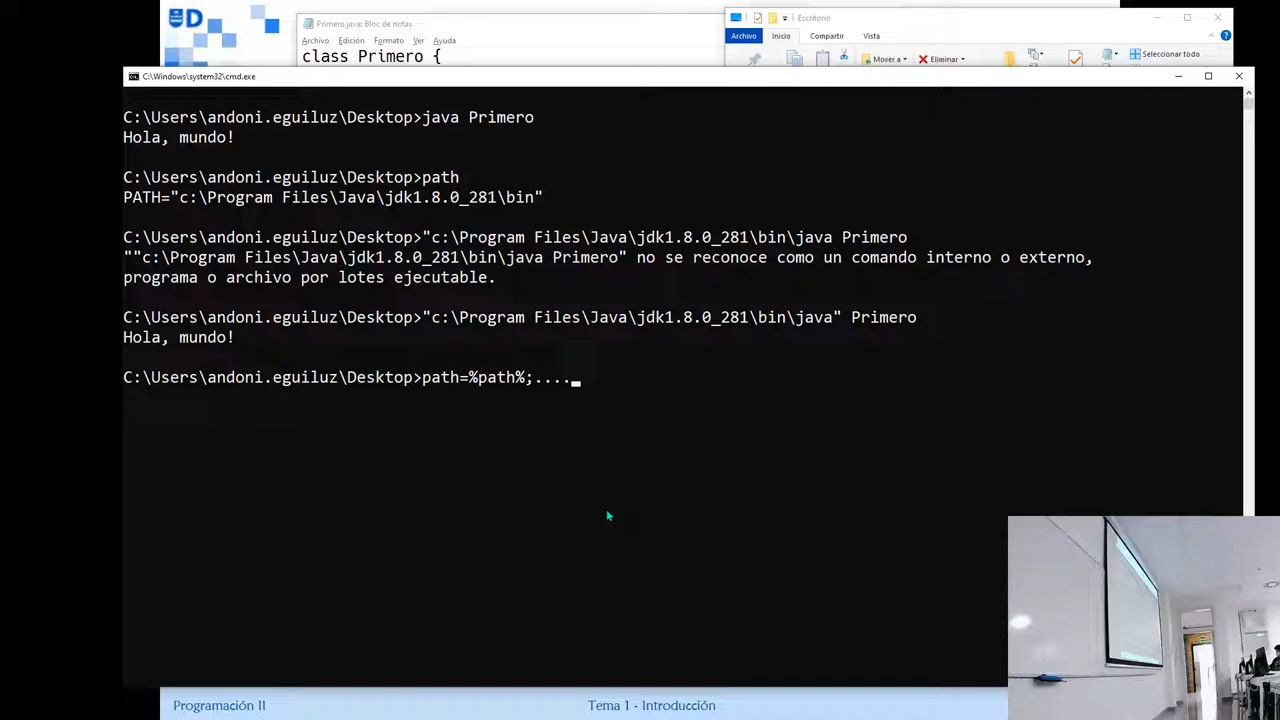 D
Primero.java: Bloc de notas
Archivo Edición Formato Ver Ayuda
class Primero {
Escritorio
Archivo Inicio Compartir Vista
Mover a Eliminar Seleccionar todo
C:\Windows\system32\cmd.exe
C:\Users\andoni.eguiluz\Desktop>java Primero
Hola, mundo!
C:\Users\andoni.eguiluz\Desktop>path
PATH="c:\Program Files\Java\jdk1.8.0_281\bin"
C:\Users\andoni.eguiluz\Desktop>"c:\Program Files\Java\jdk1.8.0_281\bin\java Primero
""c:\Program Files\Java\jdk1.8.0_281\bin\java Primero" no se reconoce como un comando interno o externo,
programa o archivo por lotes ejecutable.
C:\Users\andoni.eguiluz\Desktop>"c:\Program Files\Java\jdk1.8.0_281\bin\java" Primero
Hola, mundo!
C:\Users\andoni.eguiluz\Desktop>path=%path%;....
Programación II
Tema 1 - Introducción